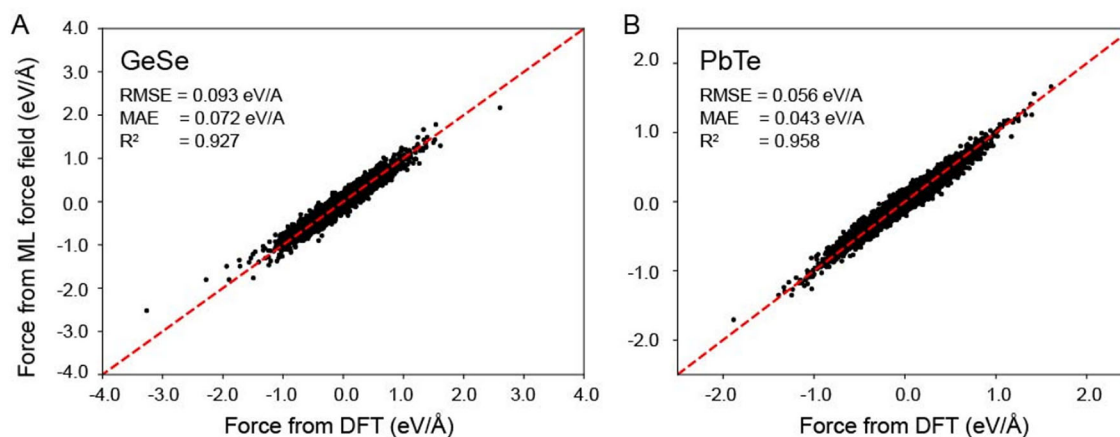 A
GeSe
RMSE = 0.093 eV/A
MAE = 0.072 eV/A
R² = 0.927
Force from ML force field (eV/Å)
4.0
3.0
2.0
1.0
0.0
-1.0
-2.0
-3.0
-4.0
-4.0 -3.0 -2.0 -1.0 0.0 1.0 2.0 3.0 4.0
Force from DFT (eV/Å)
B
PbTe
RMSE = 0.056 eV/A
MAE = 0.043 eV/A
R² = 0.958
2.0
1.0
0.0
-1.0
-2.0
-2.0 -1.0 0.0 1.0 2.0
Force from DFT (eV/Å)